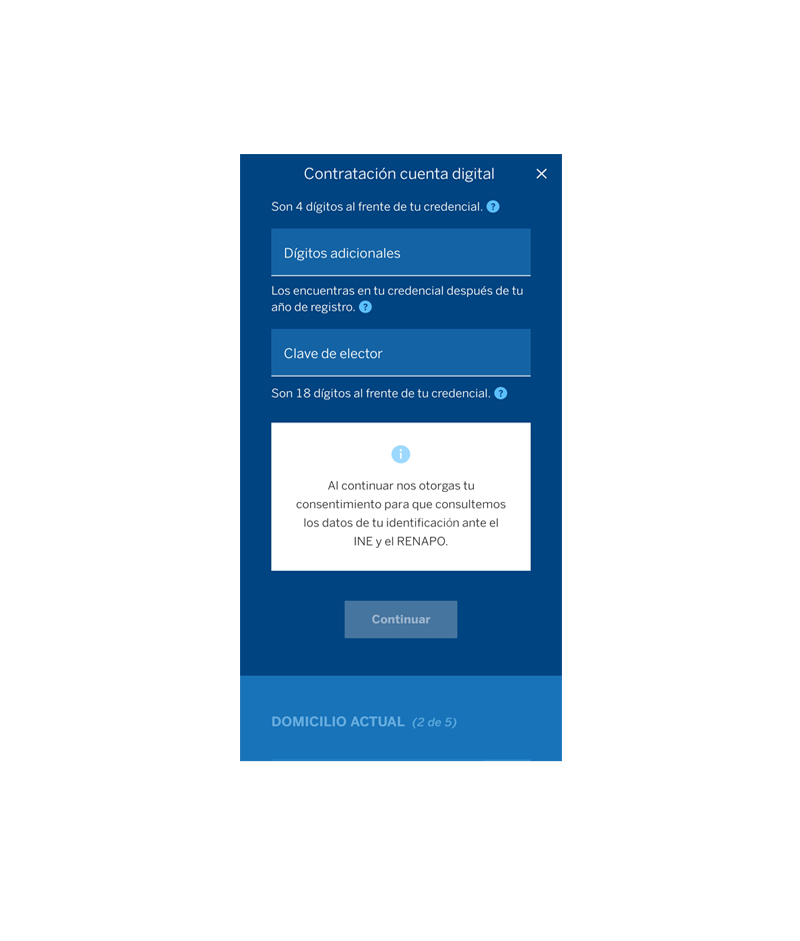 Contratación cuenta digital
Son 4 dígitos al frente de tu credencial. ?
Dígitos adicionales
Los encuentras en tu credencial después de tu
año de registro. ?
Clave de elector
Son 18 dígitos al frente de tu credencial. ?
i
Al continuar nos otorgas tu
consentimiento para que consultemos
los datos de tu identificación ante el
INE y el RENAPO.
Continuar
DOMICILIO ACTUAL (2 de 5)